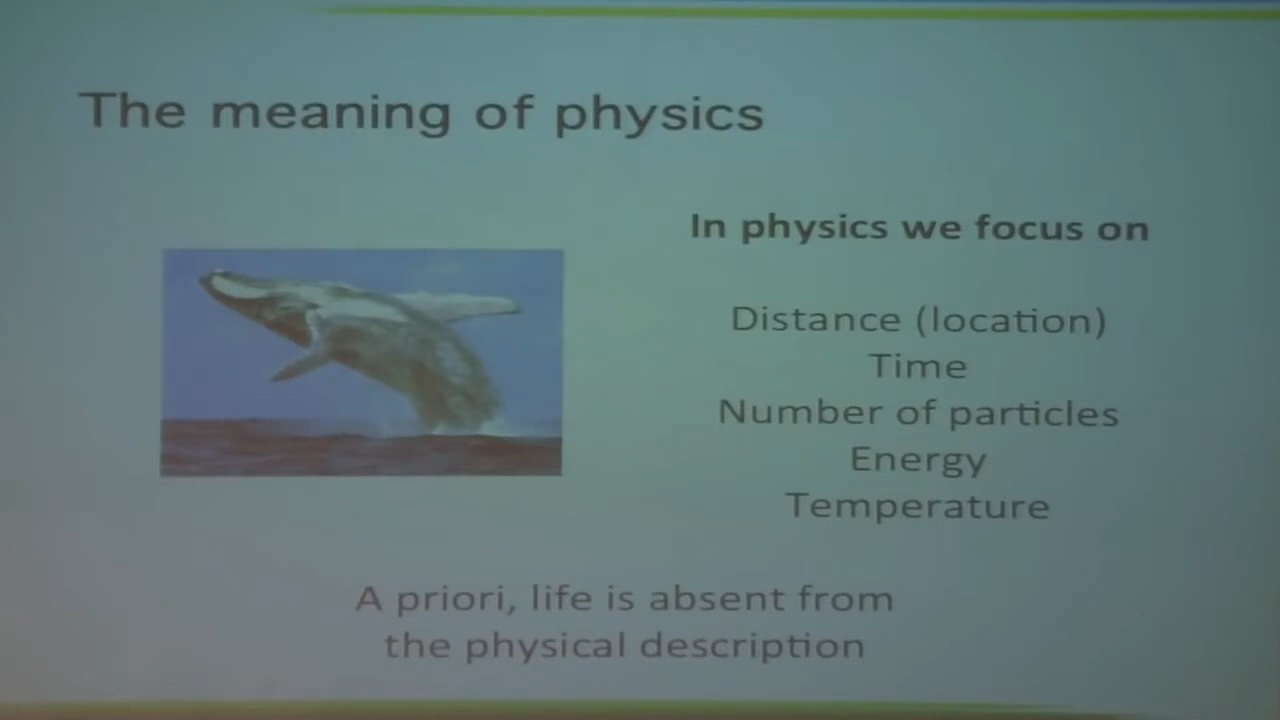 The meaning of physics
In physics we focus on
Distance (location)
Time
Number of particles
Energy
Temperature
A priori, life is absent from
the physical description